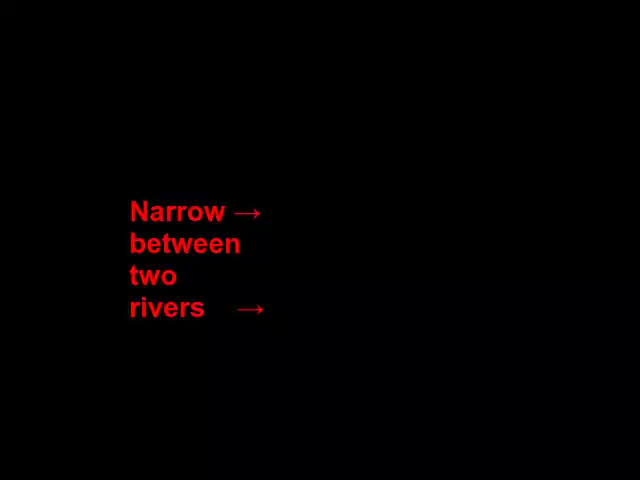 Narrow →
between
two
rivers →